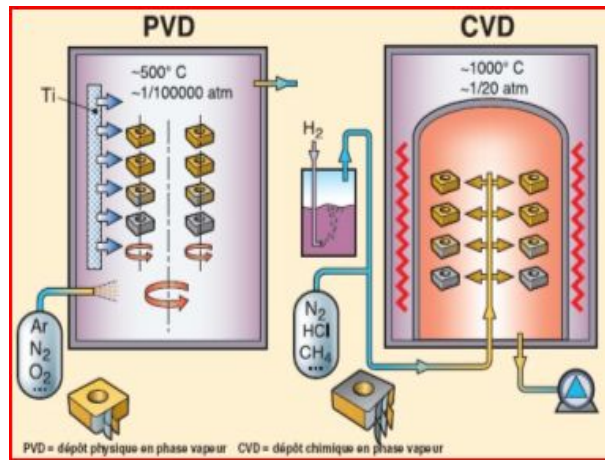 PVD
~500° C
~1/100000 atm
Ti
Ar
N₂
O₂
...
CVD
~1000° C
~1/20 atm
H₂
N₂
HCl
CH₄
...
PVD = dépôt physique en phase vapeur
CVD = dépôt chimique en phase vapeur